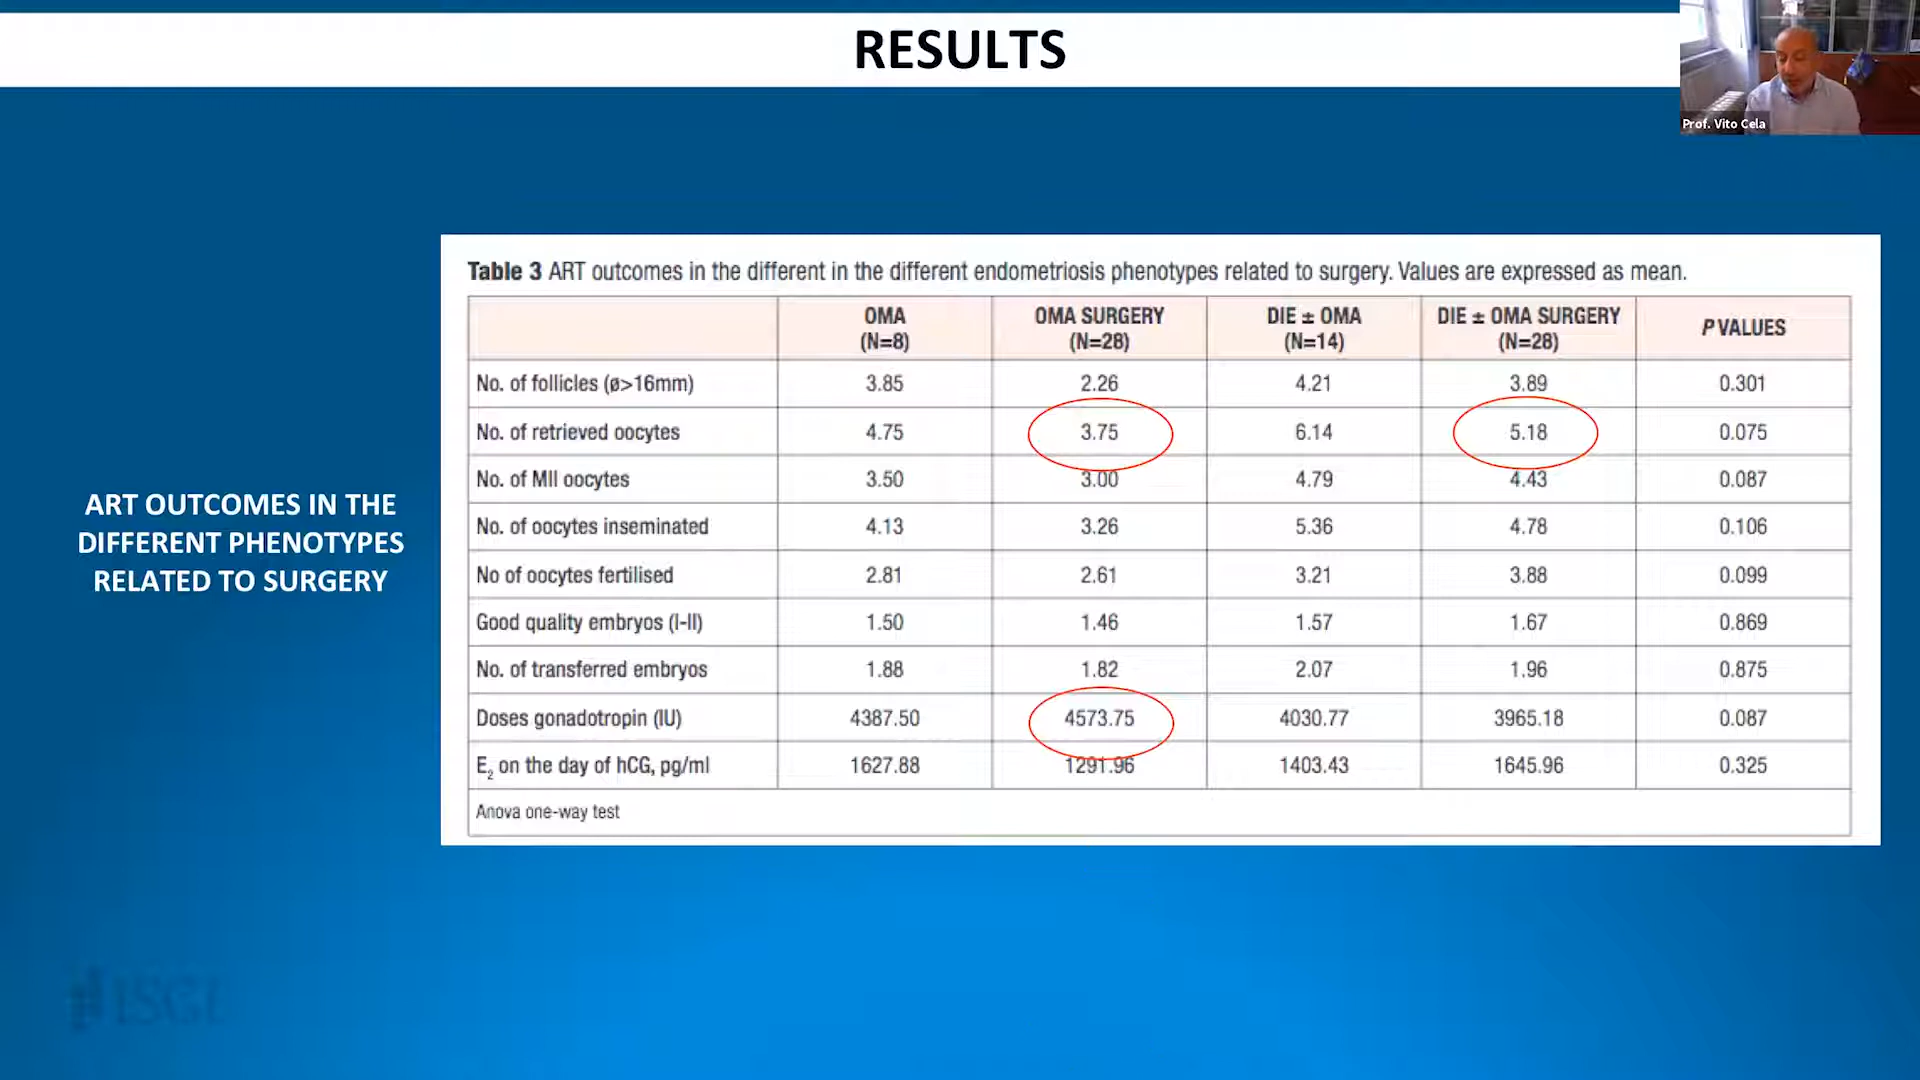 RESULTS
Prof. Vito Cela
ART OUTCOMES IN THE
DIFFERENT PHENOTYPES
RELATED TO SURGERY
Table 3 ART outcomes in the different in the different endometriosis phenotypes related to surgery. Values are expressed as mean.
OMA (N=8) OMA SURGERY (N=28) DIE ± OMA (N=14) DIE ± OMA SURGERY (N=28) P VALUES
No. of follicles (ø>16mm) 3.85 2.26 4.21 3.89 0.301
No. of retrieved oocytes 4.75 3.75 6.14 5.18 0.075
No. of MII oocytes 3.50 3.00 4.79 4.43 0.087
No. of oocytes inseminated 4.13 3.26 5.36 4.78 0.106
No of oocytes fertilised 2.81 2.61 3.21 3.88 0.099
Good quality embryos (I-II) 1.50 1.46 1.57 1.67 0.869
No. of transferred embryos 1.88 1.82 2.07 1.96 0.875
Doses gonadotropin (IU) 4387.50 4573.75 4030.77 3965.18 0.087
E₂ on the day of hCG, pg/ml 1627.88 1291.96 1403.43 1645.96 0.325
Anova one-way test